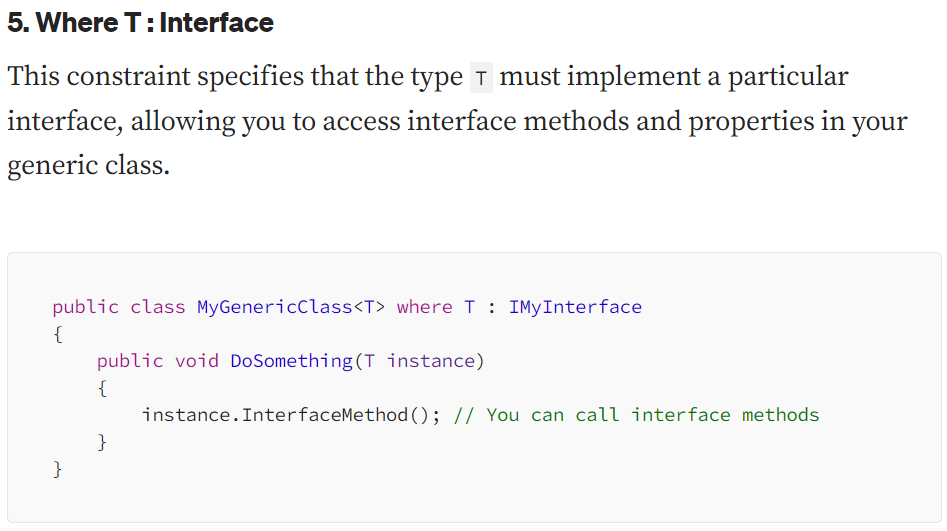 5. Where T : Interface
This constraint specifies that the type T must implement a particular
interface, allowing you to access interface methods and properties in your
generic class.
public class MyGenericClass<T> where T : IMyInterface
{
    public void DoSomething(T instance)
    {
        instance.InterfaceMethod(); // You can call interface methods
    }
}